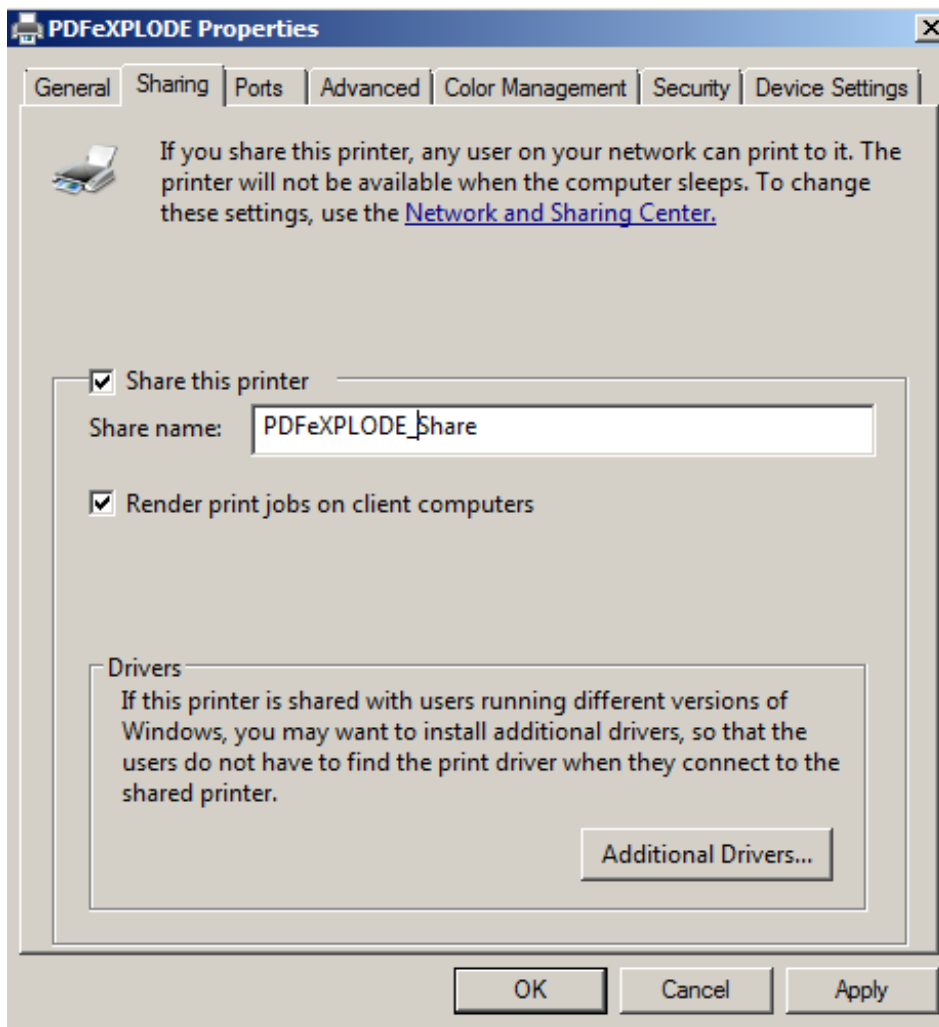 PDFeXPLODE Properties
General Sharing Ports Advanced Color Management Security Device Settings
If you share this printer, any user on your network can print to it. The
printer will not be available when the computer sleeps. To change
these settings, use the Network and Sharing Center.
Share this printer
Share name: PDFeXPLODE_Share
Render print jobs on client computers
Drivers
If this printer is shared with users running different versions of
Windows, you may want to install additional drivers, so that the
users do not have to find the print driver when they connect to the
shared printer.
Additional Drivers...
OK Cancel Apply